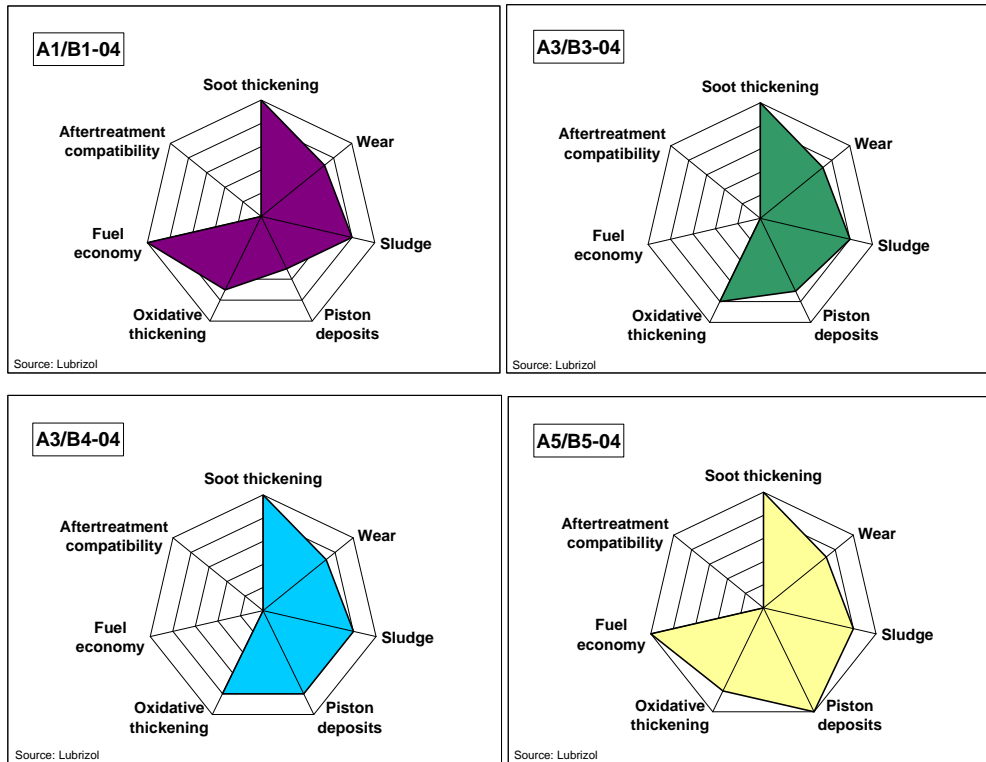 A1/B1-04
Soot thickening
Aftertreatment
compatibility
Wear
Fuel
economy
Sludge
Oxidative
thickening
Piston
deposits
Source: Lubrizol
A3/B3-04
Soot thickening
Aftertreatment
compatibility
Wear
Fuel
economy
Sludge
Oxidative
thickening
Piston
deposits
Source: Lubrizol
A3/B4-04
Soot thickening
Aftertreatment
compatibility
Wear
Fuel
economy
Sludge
Oxidative
thickening
Piston
deposits
Source: Lubrizol
A5/B5-04
Soot thickening
Aftertreatment
compatibility
Wear
Fuel
economy
Sludge
Oxidative
thickening
Piston
deposits
Source: Lubrizol